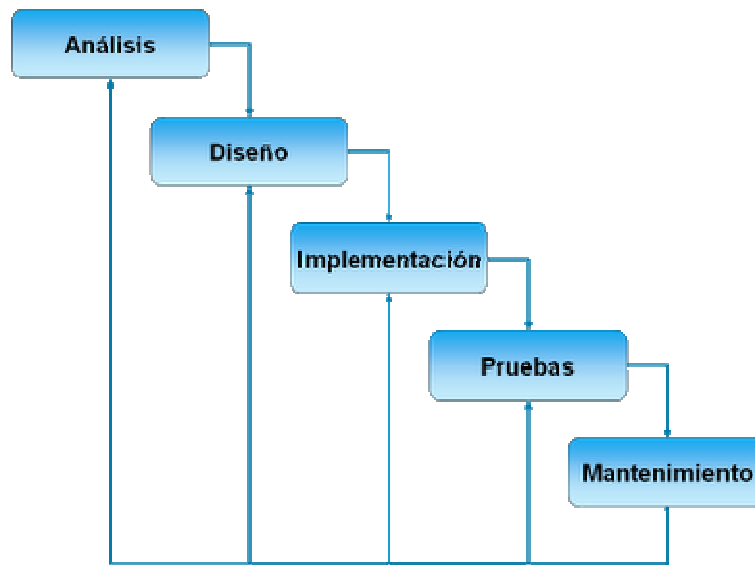 Análisis
Diseño
Implementación
Pruebas
Mantenimiento